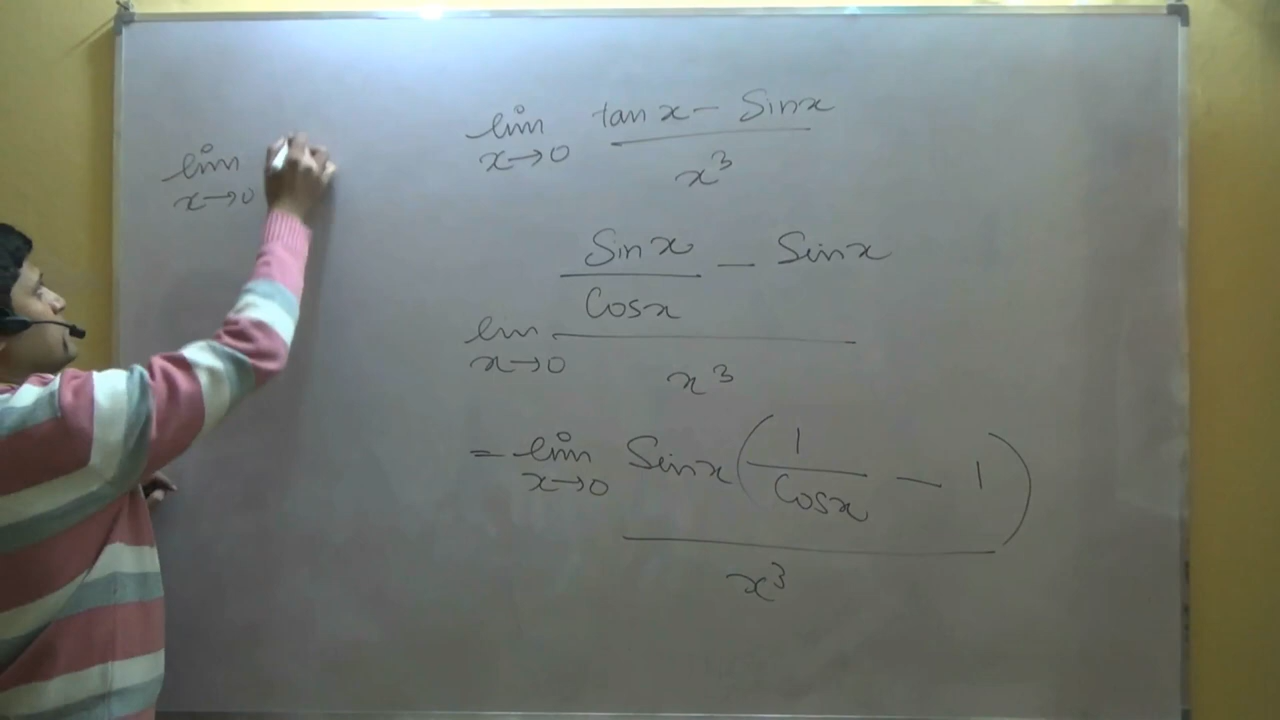 lim
x→0
lim tan x - Sin x
x→0 x³
Sin x - Sin x
Cos x
lim
x→0 x³
= lim Sin x ( 1 - 1 )
x→0 Cos x
x³